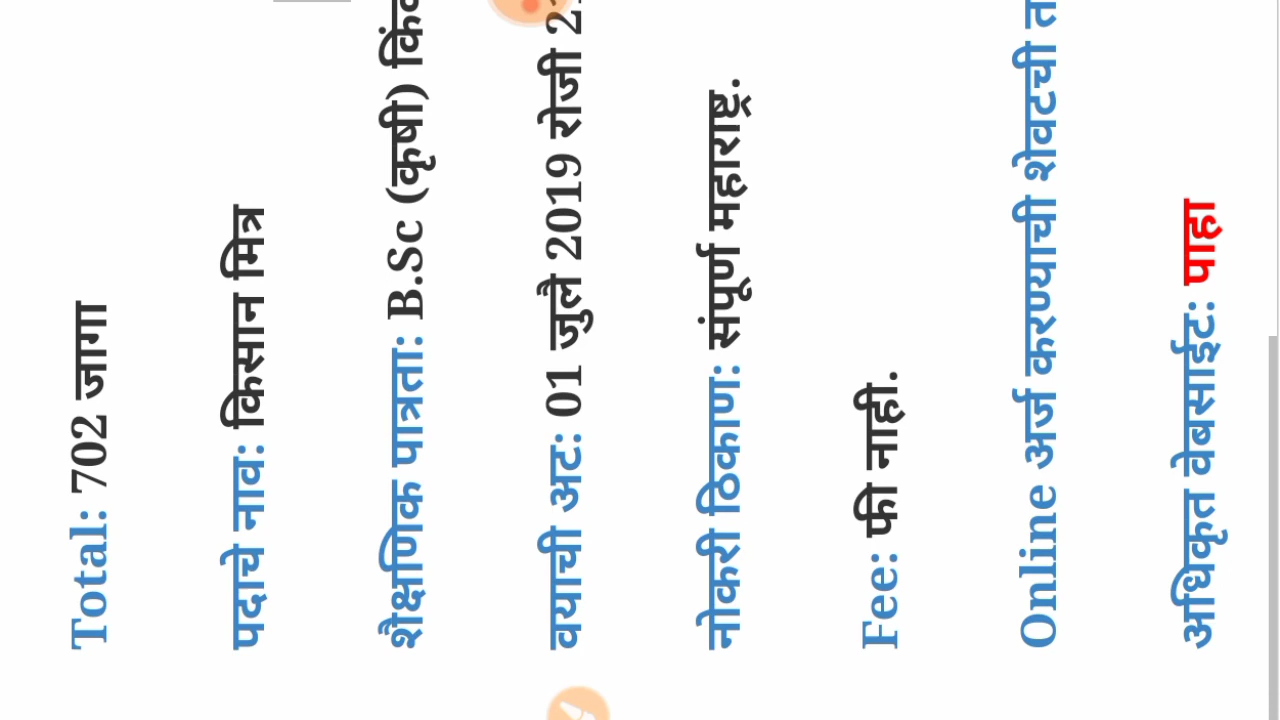 Total: 702 जागा
पदाचे नाव: किसान मित्र
शैक्षणिक पात्रता: B.Sc (कृषी)
वयाची अट: 01 जुलै 2019 रोजी
नोकरी ठिकाण: संपूर्ण महाराष्ट्र.
Fee: फी नाही.
Online अर्ज करण्याची शेवटची
अधिकृत वेबसाईट: पाहा